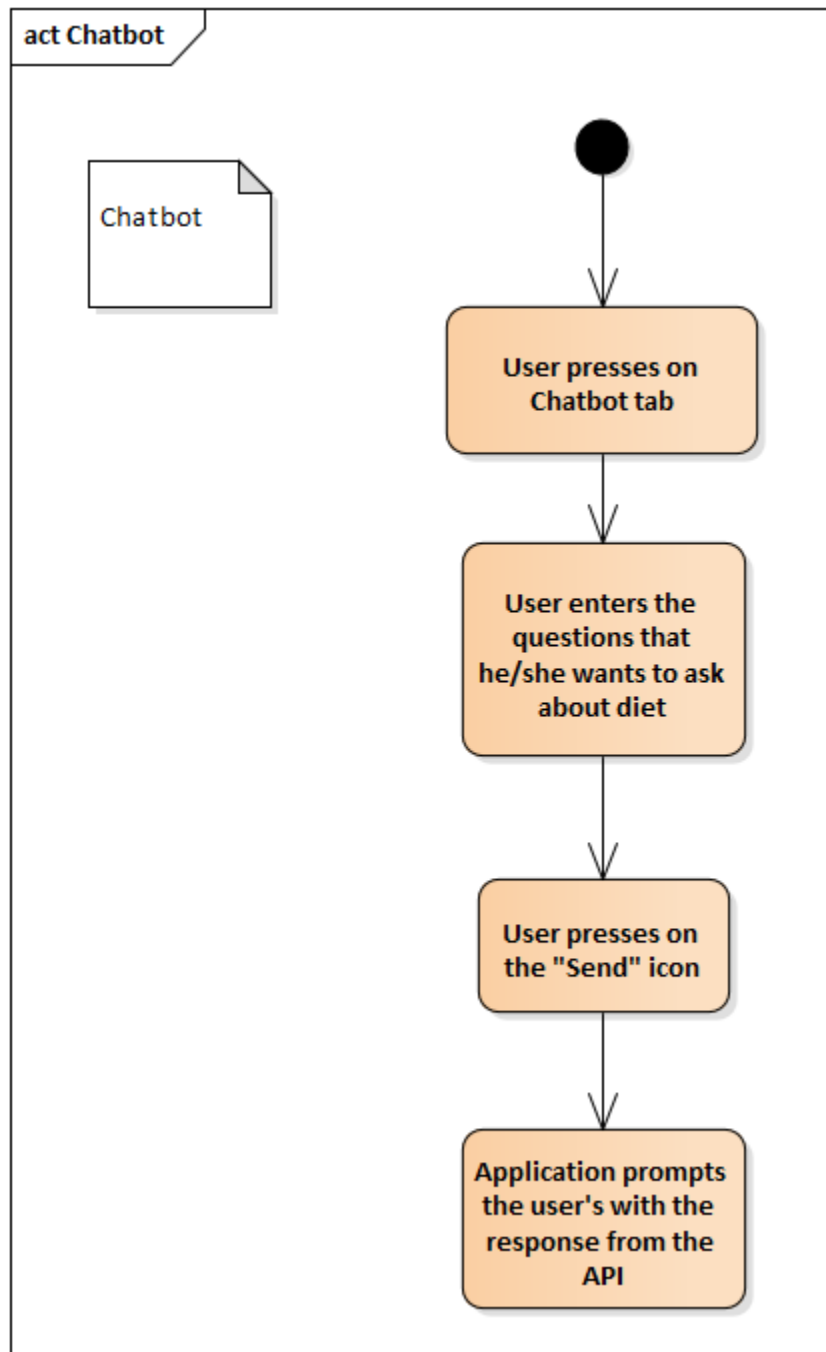 act Chatbot
Chatbot
User presses on
Chatbot tab
User enters the
questions that
he/she wants to ask
about diet
User presses on
the "Send" icon
Application prompts
the user's with the
response from the
API